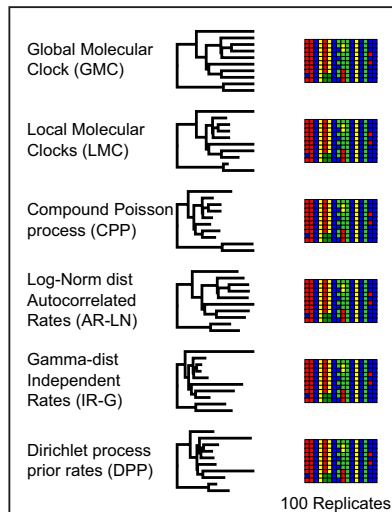 Global Molecular
Clock (GMC)
Local Molecular
Clocks (LMC)
Compound Poisson
process (CPP)
Log-Norm dist
Autocorrelated
Rates (AR-LN)
Gamma-dist
Independent
Rates (IR-G)
Dirichlet process
prior rates (DPP)
100 Replicates